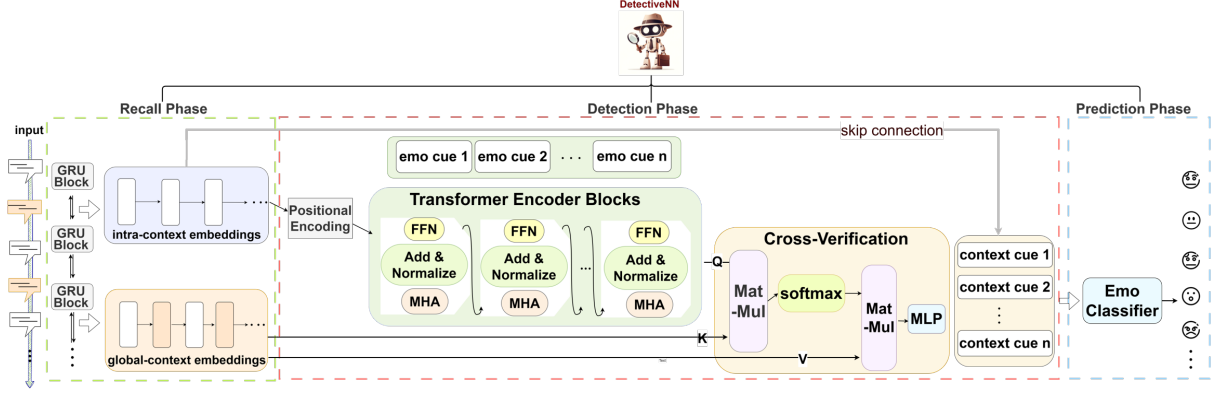 DetectiveNN
Recall Phase
Detection Phase
Prediction Phase
input
skip connection
GRU
Block
GRU
Block
GRU
Block
intra-context embeddings
global-context embeddings
Positional
Encoding
emo cue 1
emo cue 2
. . .
emo cue n
Transformer Encoder Blocks
FFN
Add &
Normalize
MHA
FFN
Add &
Normalize
MHA
...
FFN
Add &
Normalize
MHA
Q
K
V
Text
Cross-Verification
Mat
-Mul
softmax
Mat
-Mul
MLP
context cue 1
context cue 2
context cue n
Emo
Classifier